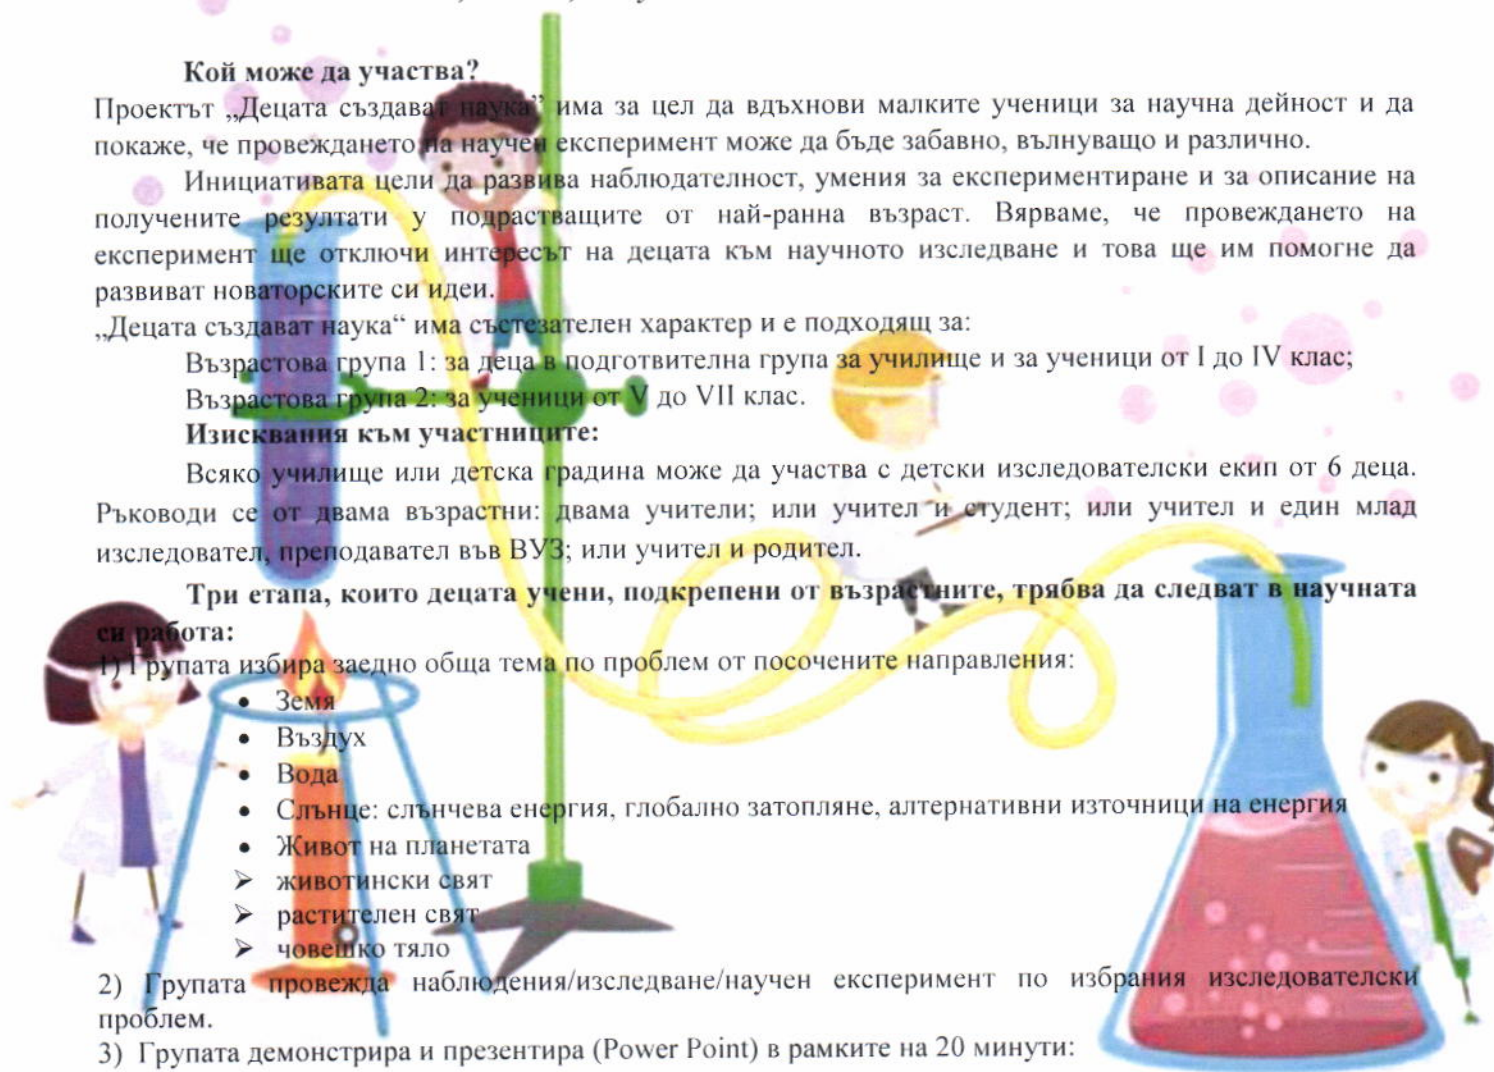 Кой може да участва?
Проектът „Децата създават наука” има за цел да вдъхнови малките ученици за научна дейност и да
покаже, че провеждането на научен експеримент може да бъде забавно, вълнуващо и различно.
Инициативата цели да развива наблюдателност, умения за експериментиране и за описание на
получените резултати у подрастващите от най-ранна възраст. Вярваме, че провеждането на
експеримент ще отключи интересът на децата към научното изследване и това ще им помогне да
развиват новаторските си идеи.
„Децата създават наука“ има състезателен характер и е подходящ за:
Възрастова група 1: за деца в подготвителна група за училище и за ученици от I до IV клас;
Възрастова група 2: за ученици от V до VII клас.
Изисквания към участниците:
Всяко училище или детска градина може да участва с детски изследователски екип от 6 деца.
Ръководи се от двама възрастни: двама учители; или учител и студент; или учител и един млад
изследовател, преподавател във ВУЗ; или учител и родител.
Три етапа, които децата учени, подкрепени от възрастните, трябва да следват в научната
си работа:
1) Групата избира заедно обща тема по проблем от посочените направления:
• Земя
• Въздух
• Вода
• Слънце: слънчева енергия, глобално затопляне, алтернативни източници на енергия
• Живот на планетата
➢ животински свят
➢ растителен свят
➢ човешко тяло
2) Групата провежда наблюдения/изследване/научен експеримент по избрания изследователски
проблем.
3) Групата демонстрира и презентира (Power Point) в рамките на 20 минути: